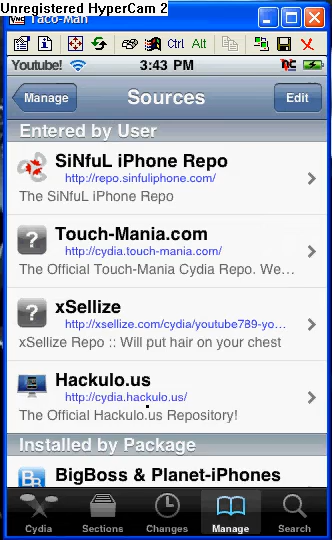 Unregistered HyperCam 2
Taco-Man
Ctrl Alt
Youtube! 3:43 PM
Manage Sources Edit
Entered by User
SiNfuL iPhone Repo
http://repo.sinfuliphone.com/
The SiNfuL iPhone Repo
? Touch-Mania.com
http://cydia.touch-mania.com/
The Official Touch-Mania Cydia Repo. We…
? xSellize
http://xsellize.com/cydia/youtube789-yo…
xSellize Repo :: Will put hair on your chest
Hackulo.us
http://cydia.hackulo.us/
The Official Hackulo.us Repository!
Installed by Package
BigBoss & Planet-iPhones
Cydia Sections Changes Manage Search